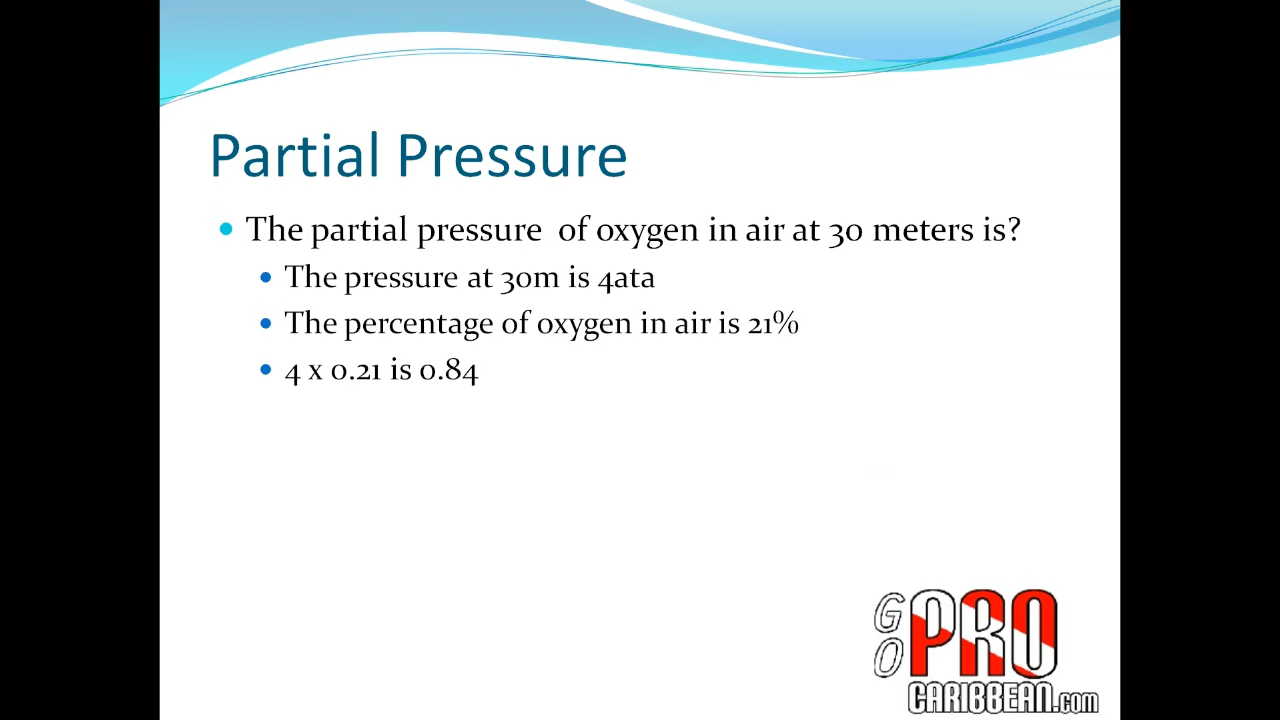 Partial Pressure
The partial pressure  of oxygen in air at 30 meters is?
The pressure at 30m is 4ata
The percentage of oxygen in air is 21%
4 x 0.21 is 0.84
GO PRO
CARIBBEAN.com